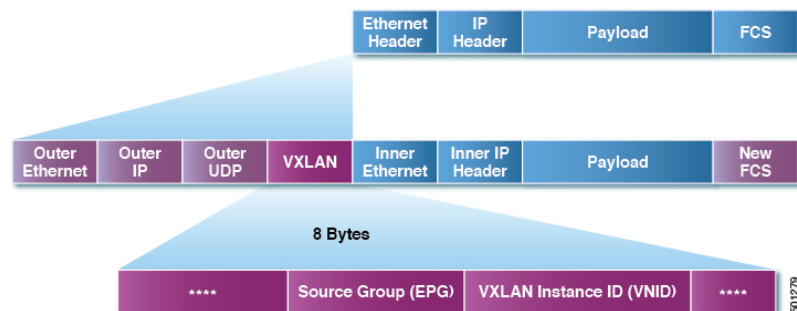 Ethernet Header
IP Header
Payload
FCS
Outer Ethernet
Outer IP
Outer UDP
VXLAN
Inner Ethernet
Inner IP Header
Payload
New FCS
8 Bytes
****
Source Group (EPG)
VXLAN Instance ID (VNID)
****
501279